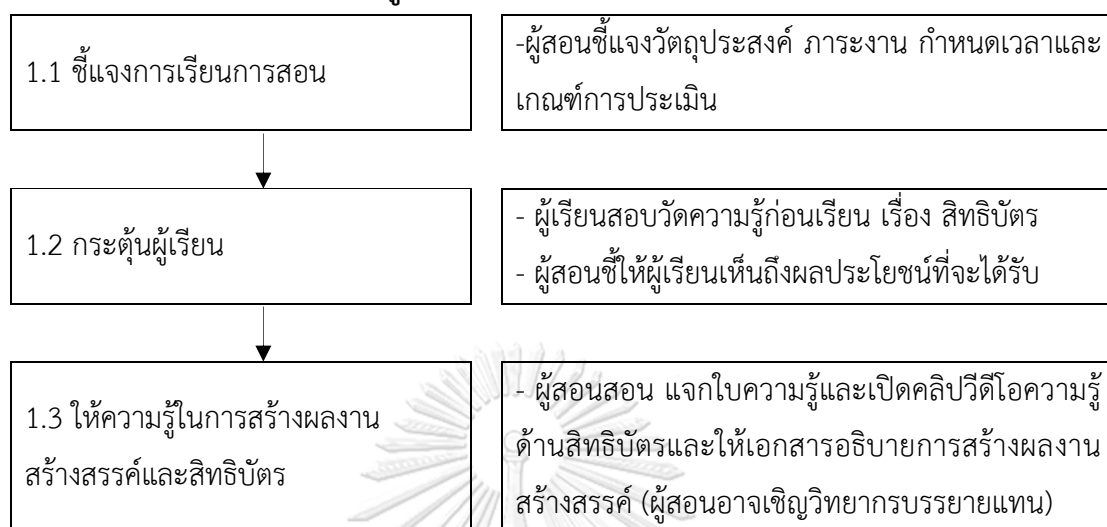 1.1 ชี้แจงการเรียนการสอน
-ผู้สอนชี้แจงวัตถุประสงค์ ภาระงาน กำหนดเวลาและ
เกณฑ์การประเมิน
1.2 กระตุ้นผู้เรียน
- ผู้เรียนสอบวัดความรู้ก่อนเรียน เรื่อง สิทธิบัตร
- ผู้สอนชี้ให้ผู้เรียนเห็นถึงผลประโยชน์ที่จะได้รับ
1.3 ให้ความรู้ในการสร้างผลงาน
สร้างสรรค์และสิทธิบัตร
- ผู้สอนสอน แจกใบความรู้และเปิดคลิปวีดีโอความรู้
ด้านสิทธิบัตรและให้เอกสารอธิบายการสร้างผลงาน
สร้างสรรค์ (ผู้สอนอาจเชิญวิทยากรบรรยายแทน)